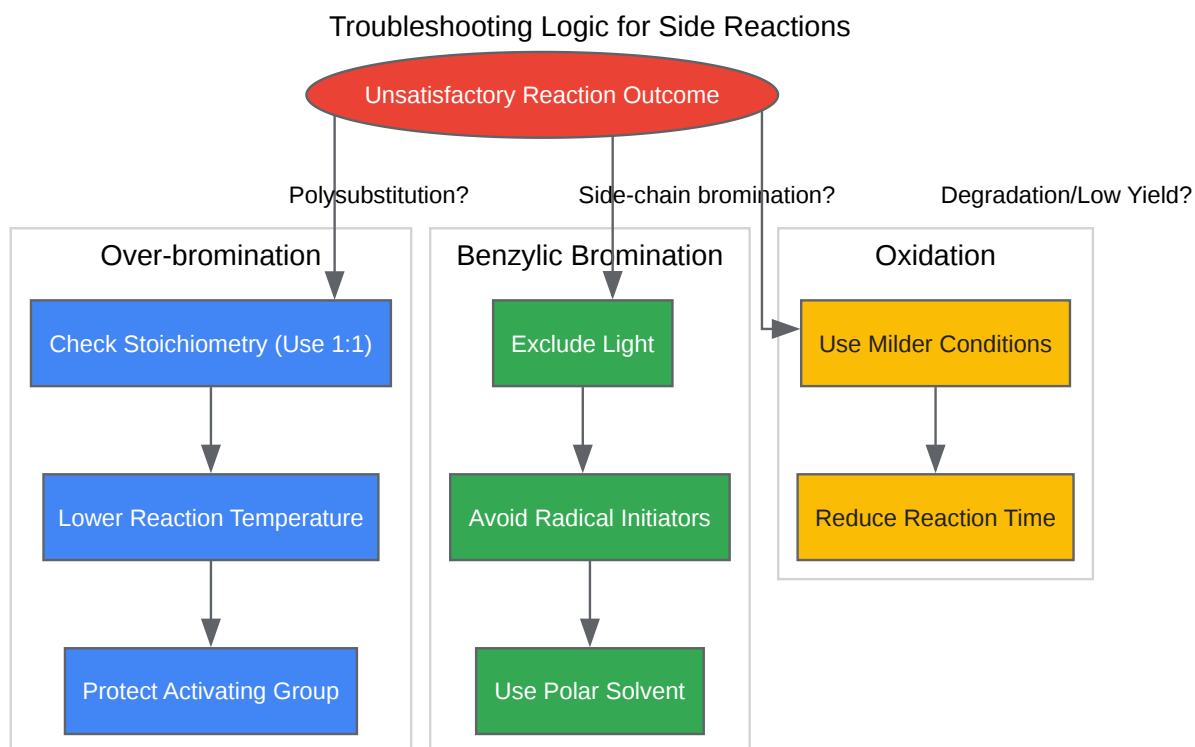 Troubleshooting Logic for Side Reactions
Unsatisfactory Reaction Outcome
Polysubstitution?
Side-chain bromination?
Degradation/Low Yield?
Over-bromination
Check Stoichiometry (Use 1:1)
Lower Reaction Temperature
Protect Activating Group
Benzylic Bromination
Exclude Light
Avoid Radical Initiators
Use Polar Solvent
Oxidation
Use Milder Conditions
Reduce Reaction Time